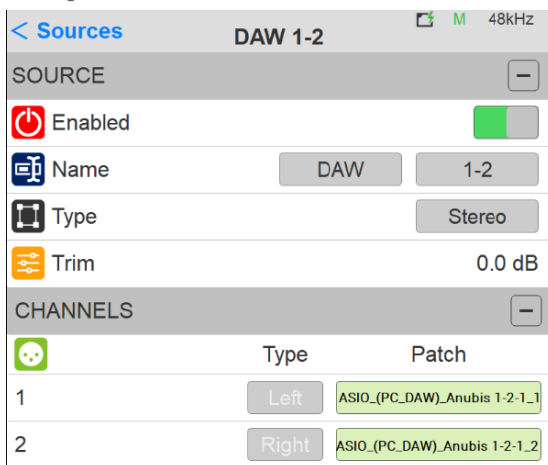 < Sources DAW 1-2 M 48kHz
SOURCE
Enabled
Name DAW 1-2
Type Stereo
Trim 0.0 dB
CHANNELS
Type Patch
1 Left ASIO_(PC_DAW)_Anubis 1-2-1_1
2 Right ASIO_(PC_DAW)_Anubis 1-2-1_2